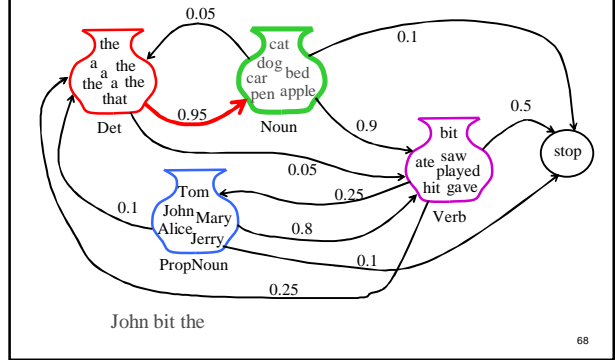 0.05
0.1
the
a
a
the
the
a
the
that
Det
0.95
cat
dog
car
bed
pen
apple
Noun
0.9
0.5
bit
ate
saw
played
hit
gave
Verb
stop
0.05
0.25
Tom
John
Mary
Alice
Jerry
PropNoun
0.1
0.8
0.1
0.25
John bit the
68